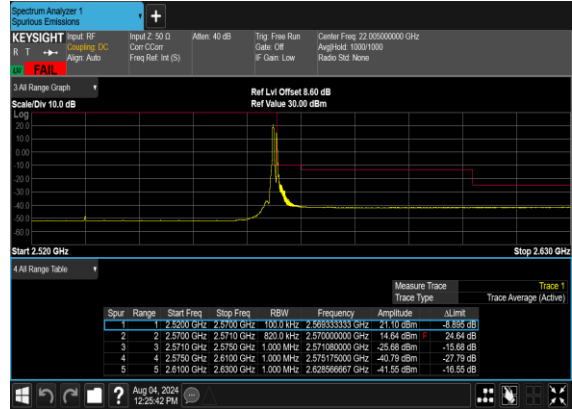 Spectrum Analyzer 1
Spurious Emissions
+
KEYSIGHT Input: RF Input Z: 50 Ω Atten: 40 dB Trig: Free Run Center Freq: 22.005000000 GHz
R T Coupling: DC Corr CCorr Gate: Off Avg|Hold: 1000/1000
Align: Auto Freq Ref: Int (S) IF Gain: Low Radio Std: None
LW FAIL
3 All Range Graph
Ref Lvl Offset 8.60 dB
Scale/Div 10.0 dB Ref Value 30.00 dBm
Log
20.0
10.0
0.00
-10.0
-20.0
-30.0
-40.0
-50.0
-60.0
Start 2.520 GHz Stop 2.630 GHz
4 All Range Table
Measure Trace Trace 1
Trace Type Trace Average (Active)
Spur Range Start Freq Stop Freq RBW Frequency Amplitude ΔLimit
1 1 2.5200 GHz 2.5700 GHz 100.0 kHz 2.569333333 GHz 21.10 dBm -8.895 dB
2 2 2.5700 GHz 2.5710 GHz 820.0 kHz 2.570000000 GHz 14.64 dBm F 24.64 dB
3 3 2.5710 GHz 2.5750 GHz 1.000 MHz 2.571080000 GHz -25.68 dBm -15.68 dB
4 4 2.5750 GHz 2.6100 GHz 1.000 MHz 2.575175000 GHz -40.79 dBm -27.79 dB
5 5 2.6100 GHz 2.6300 GHz 1.000 MHz 2.628566667 GHz -41.55 dBm -16.55 dB
? Aug 04, 2024
12:25:42 PM